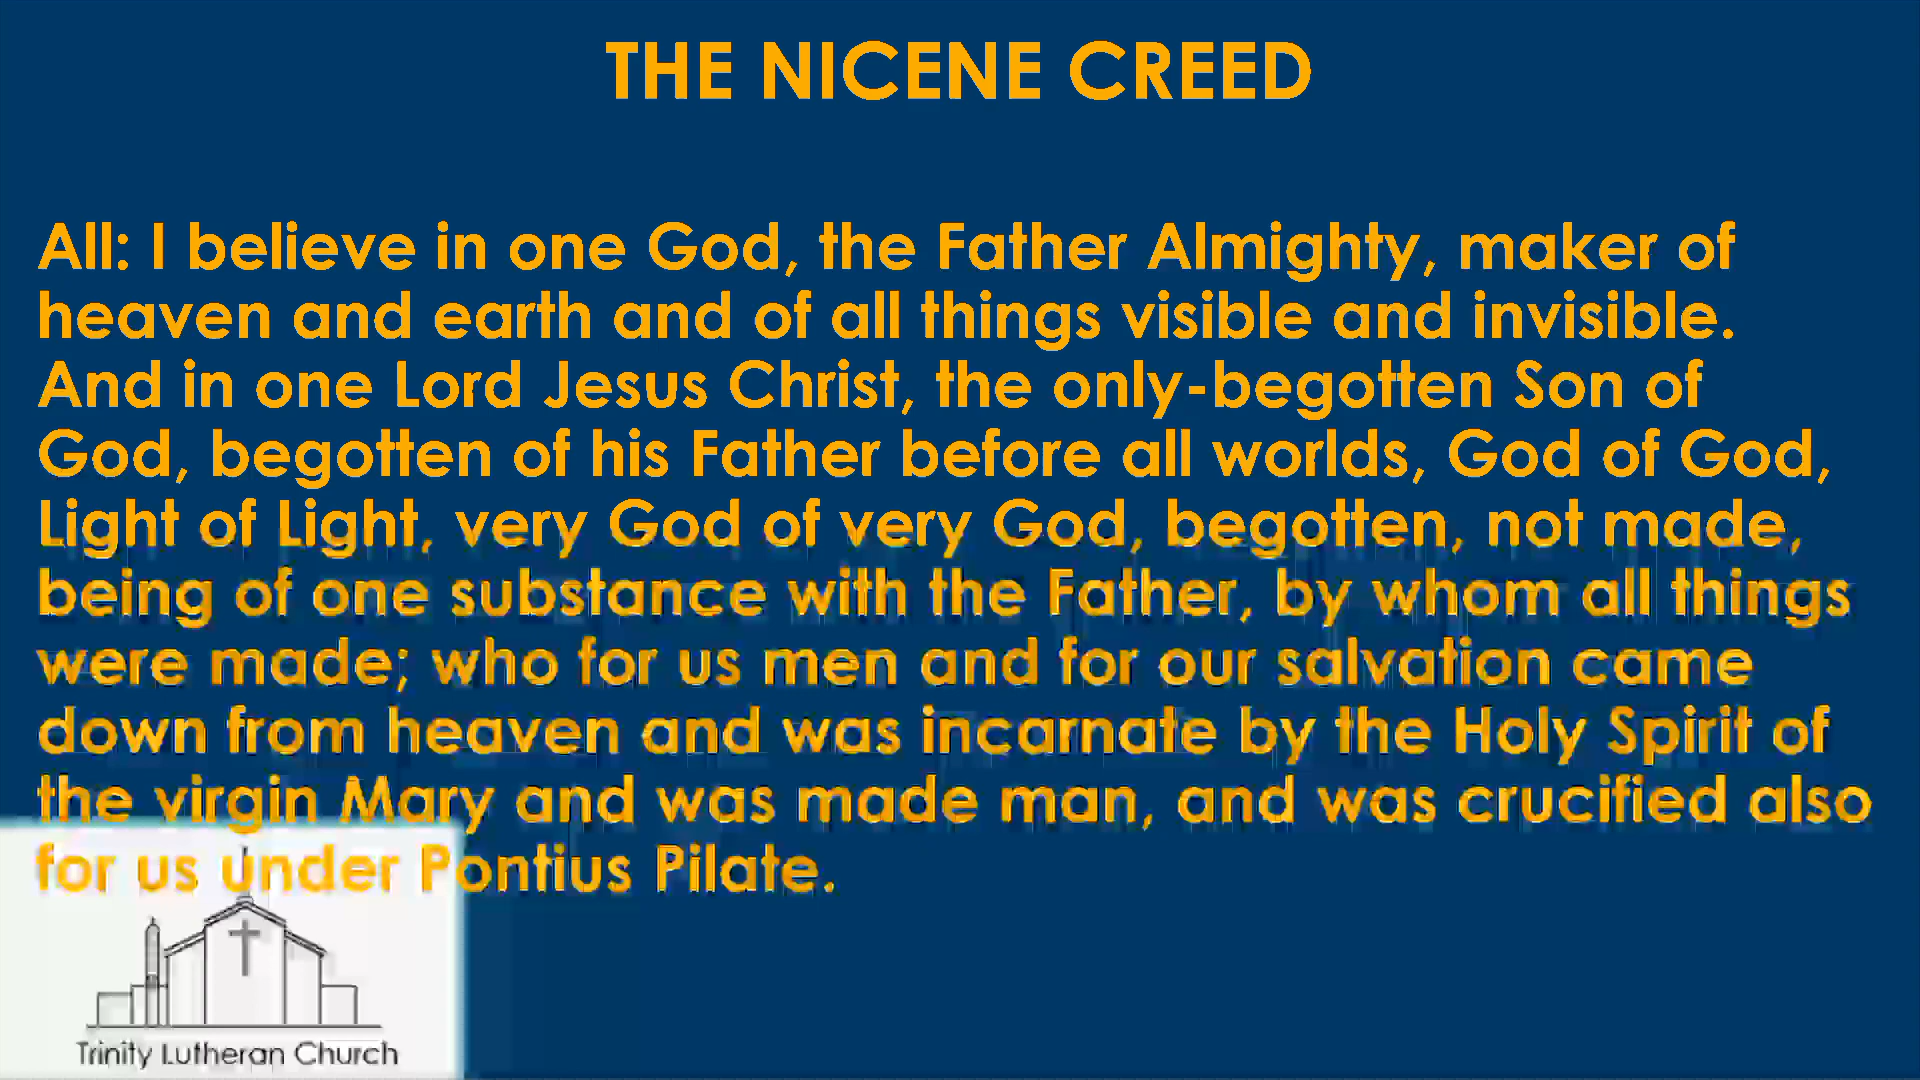 THE NICENE CREED
All: I believe in one God, the Father Almighty, maker of
heaven and earth and of all things visible and invisible.
And in one Lord Jesus Christ, the only-begotten Son of
God, begotten of his Father before all worlds, God of God,
Light of Light, very God of very God, begotten, not made,
being of one substance with the Father, by whom all things
were made; who for us men and for our salvation came
down from heaven and was incarnate by the Holy Spirit of
the virgin Mary and was made man, and was crucified also
for us under Pontius Pilate.
Trinity Lutheran Church